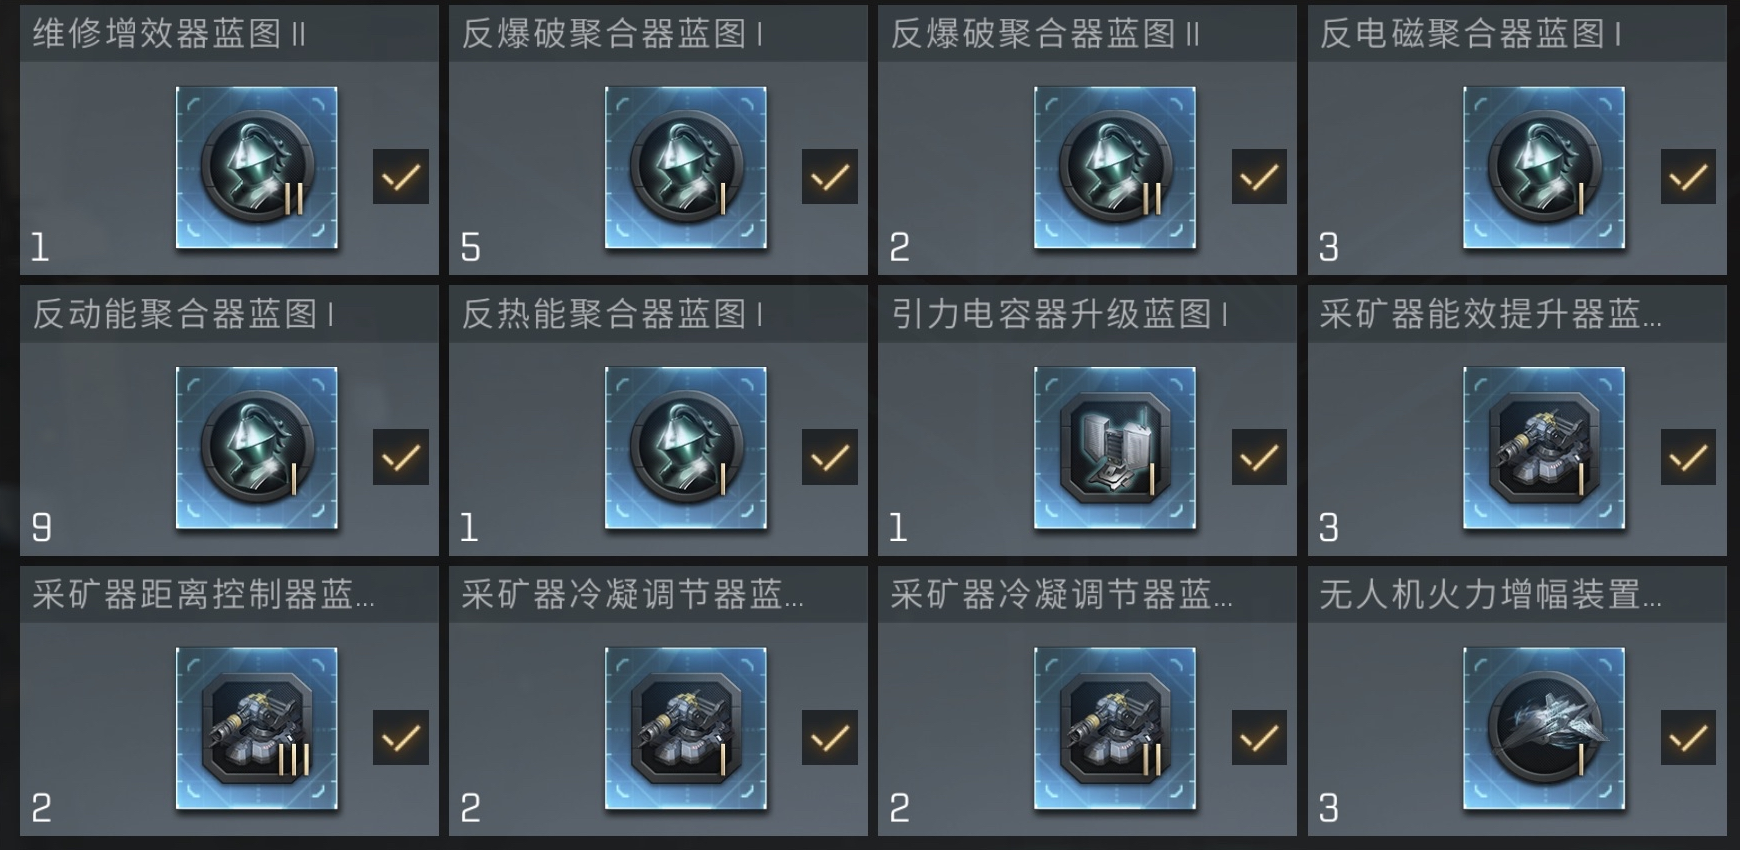 维修增效器蓝图 II
反爆破聚合器蓝图 I
反爆破聚合器蓝图 II
反电磁聚合器蓝图 I
1
5
2
3
反动能聚合器蓝图 I
反热能聚合器蓝图 I
引力电容器升级蓝图 I
采矿器能效提升器蓝...
9
1
1
3
采矿器距离控制器蓝...
采矿器冷凝调节器蓝...
采矿器冷凝调节器蓝...
无人机火力增幅装置...
2
2
2
3